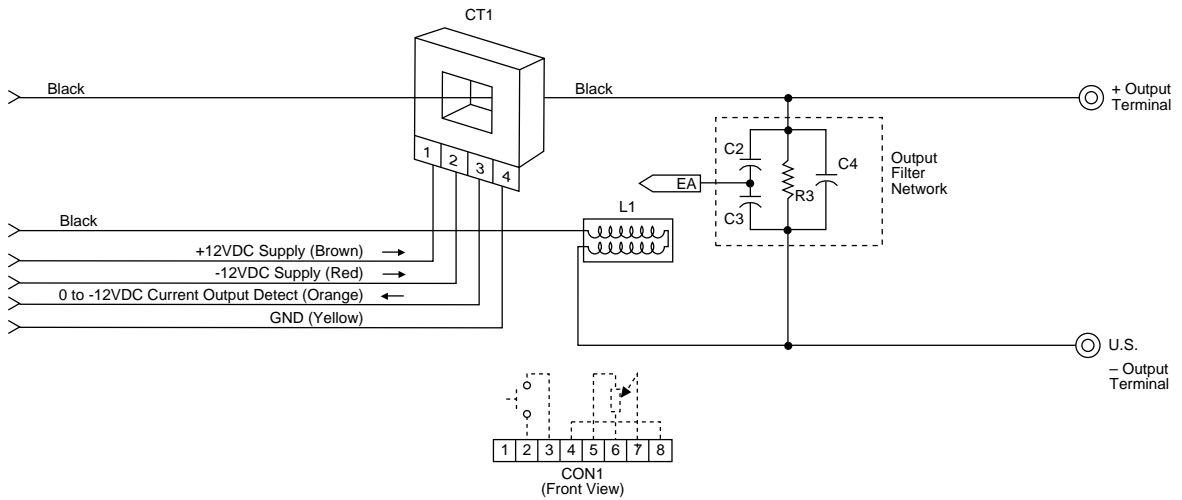 CT1
Black
Black
+ Output
Terminal
1 2 3 4
C2
C4
R3
C3
EA
Output
Filter
Network
L1
Black
+12VDC Supply (Brown)
-12VDC Supply (Red)
0 to -12VDC Current Output Detect (Orange)
GND (Yellow)
U.S.
– Output
Terminal
1 2 3 4 5 6 7 8
CON1
(Front View)